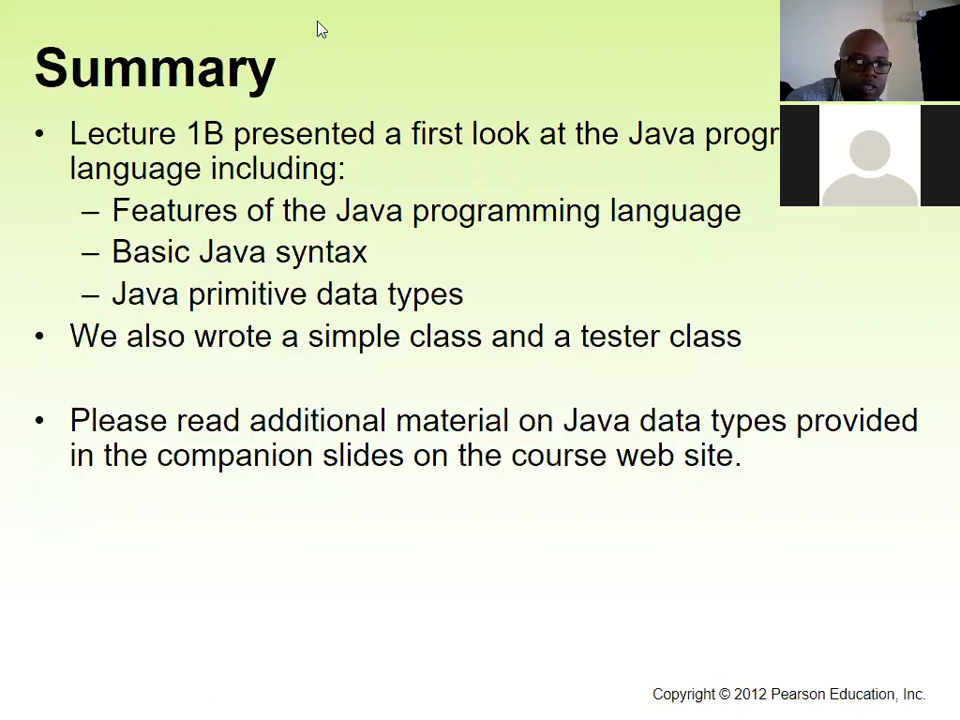 Summary
• Lecture 1B presented a first look at the Java
language including:
– Features of the Java programming language
– Basic Java syntax
– Java primitive data types
• We also wrote a simple class and a tester class
• Please read additional material on Java data types provided
in the companion slides on the course web site.
Copyright © 2012 Pearson Education, Inc.